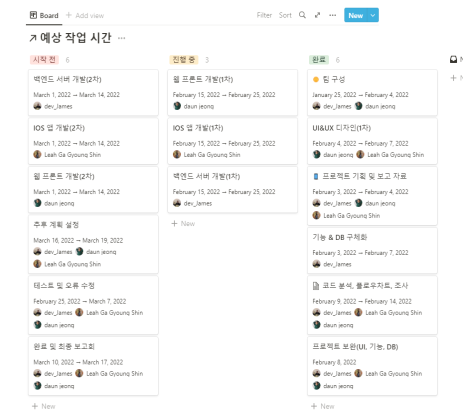 Board + Add view
Filter Sort ... New
↗ 예상 작업 시간 ...
시작 전 6
백엔드 서버 개발(2차)
March 1, 2022 → March 14, 2022
dev_James
IOS 앱 개발(2차)
March 1, 2022 → March 14, 2022
Leah Ga Gyoung Shin
웹 프론트 개발(2차)
March 1, 2022 → March 14, 2022
daun jeong
추후 계획 설정
March 16, 2022 → March 19, 2022
dev_James daun jeong
Leah Ga Gyoung Shin
테스트 및 오류 수정
February 25, 2022 → March 7, 2022
dev_James Leah Ga Gyoung Shin
daun jeong
완료 및 최종 보고회
March 10, 2022 → March 17, 2022
dev_James Leah Ga Gyoung Shin
daun jeong
+ New
진행 중 3
웹 프론트 개발(1차)
February 15, 2022 → February 25, 2022
daun jeong
IOS 앱 개발(1차)
February 15, 2022 → February 25, 2022
Leah Ga Gyoung Shin
백엔드 서버 개발(1차)
February 15, 2022 → February 25, 2022
dev_James
+ New
완료 6
팀 구성
January 25, 2022 → February 4, 2022
dev_James daun jeong
UI&UX 디자인(1차)
February 4, 2022 → February 7, 2022
daun jeong Leah Ga Gyoung Shin
프로젝트 기획 및 보고 자료
February 3, 2022 → February 4, 2022
dev_James daun jeong
Leah Ga Gyoung Shin
기능 & DB 구체화
February 3, 2022 → February 7, 2022
dev_James
코드 분석, 플로우차트, 조사
February 9, 2022 → February 14, 2022
dev_James Leah Ga Gyoung Shin
daun jeong
프로젝트 보완(UI, 기능, DB)
February 8, 2022
dev_James Leah Ga Gyoung Shin
daun jeong
+ New